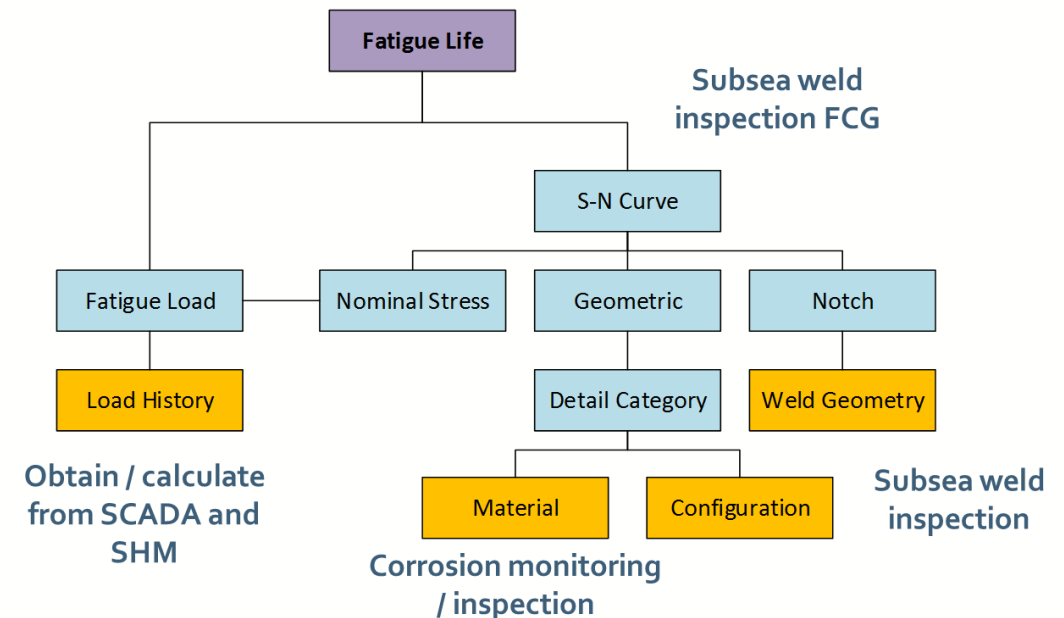 Fatigue Life
Subsea weld
inspection FCG
S-N Curve
Fatigue Load
Nominal Stress
Geometric
Notch
Load History
Detail Category
Weld Geometry
Obtain / calculate
from SCADA and
SHM
Material
Configuration
Subsea weld
inspection
Corrosion monitoring
/ inspection